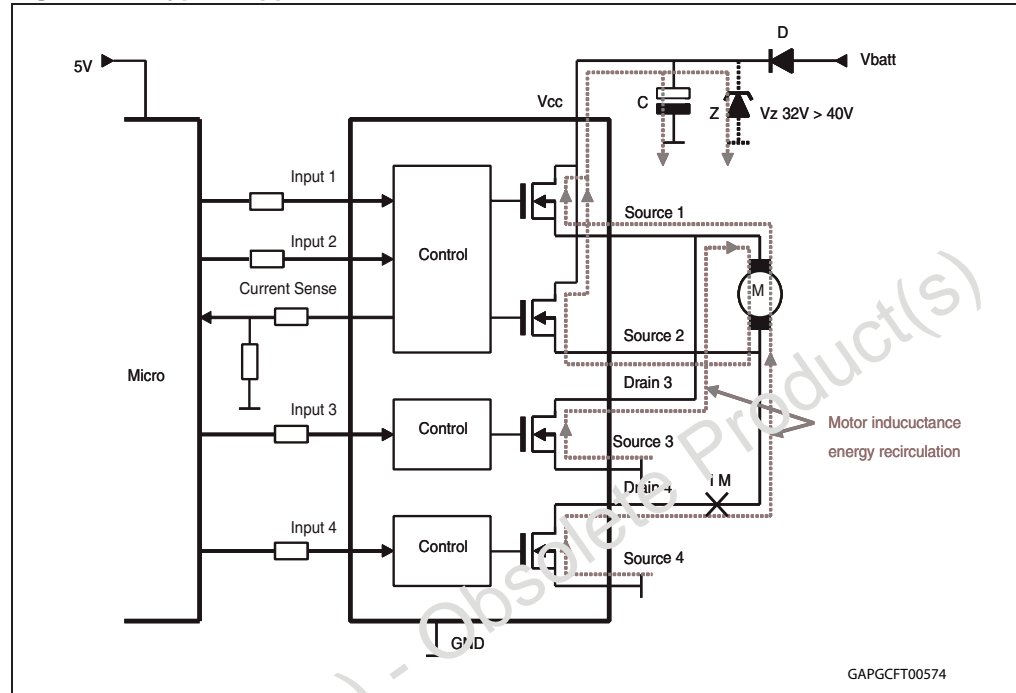 D
5V
Vbatt
Vcc
C
Z
Vz 32V > 40V
Input 1
Source 1
Input 2
Control
Current Sense
M
Source 2
Micro
Drain 3
Input 3
Control
Motor inducuctance
energy recirculation
Source 3
Drain 4
1 M
Input 4
Control
Source 4
GND
- Obsolete Product(s)
GAPGCFT00574